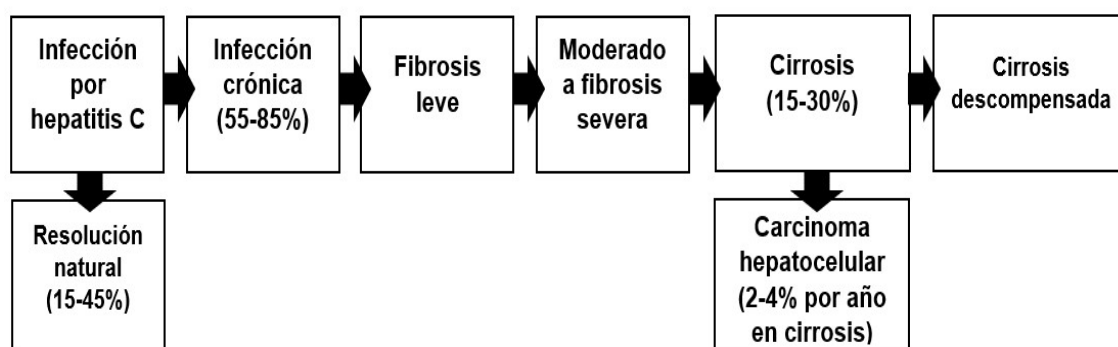 Infección
por
hepatitis C
Infección
crónica
(55-85%)
Fibrosis
leve
Moderado
a fibrosis
severa
Cirrosis
(15-30%)
Cirrosis
descompensada
Resolución
natural
(15-45%)
Carcinoma
hepatocelular
(2-4% por año
en cirrosis)